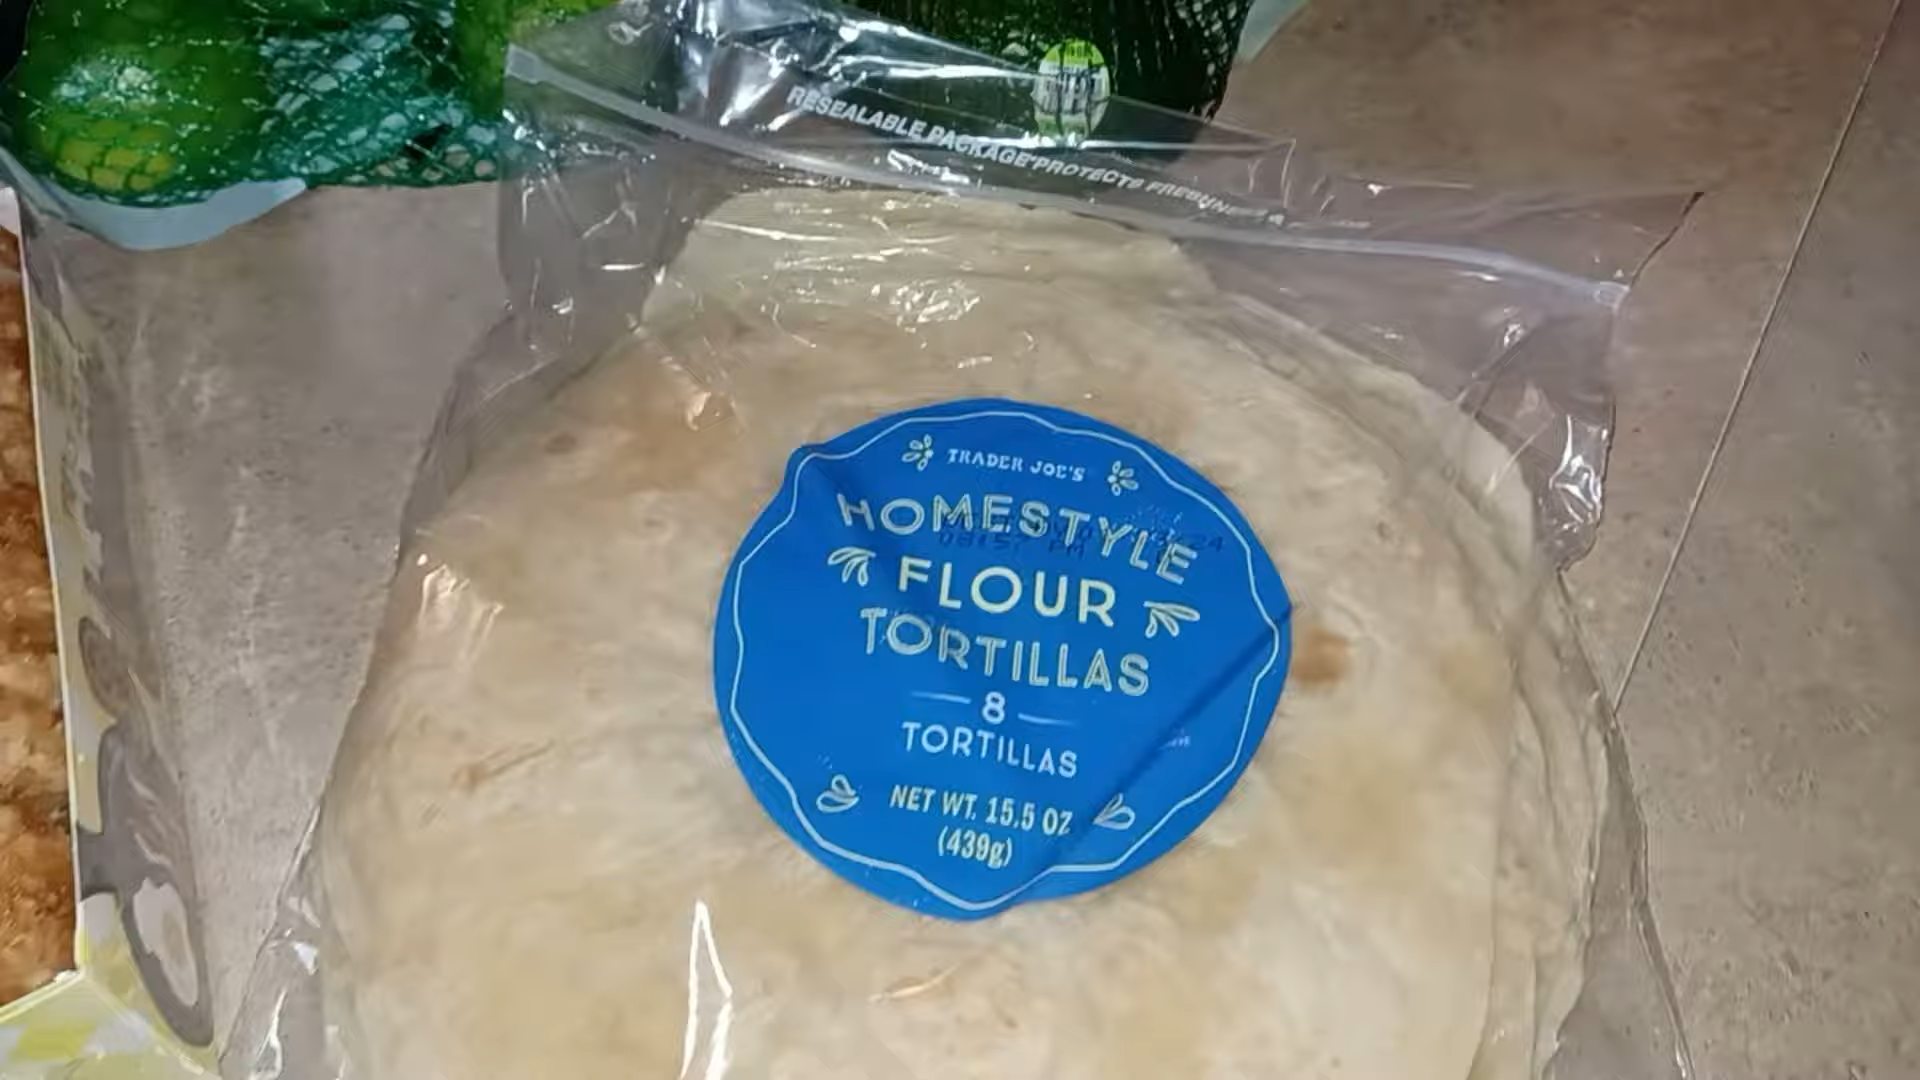 RESEALABLE PACKAGE PROTECTS FRESHNESS &
TRADER JOE'S
HOMESTYLE
FLOUR
TORTILLAS
8
TORTILLAS
NET WT. 15.5 OZ
(439g)